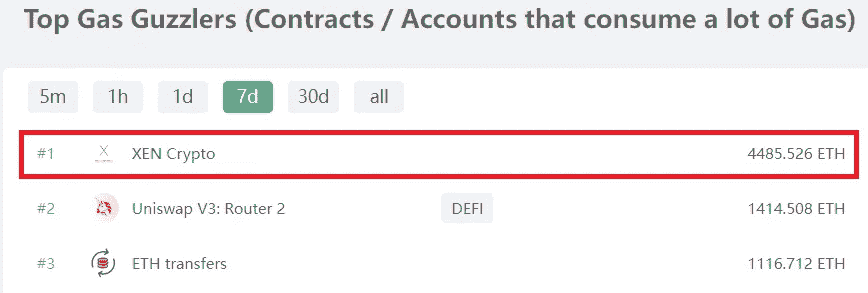 Top Gas Guzzlers (Contracts / Accounts that consume a lot of Gas)
5m 1h 1d 7d 30d all
#1 X XEN Crypto 4485.526 ETH
#2 Uniswap V3: Router 2 DEFI 1414.508 ETH
#3 ETH transfers 1116.712 ETH